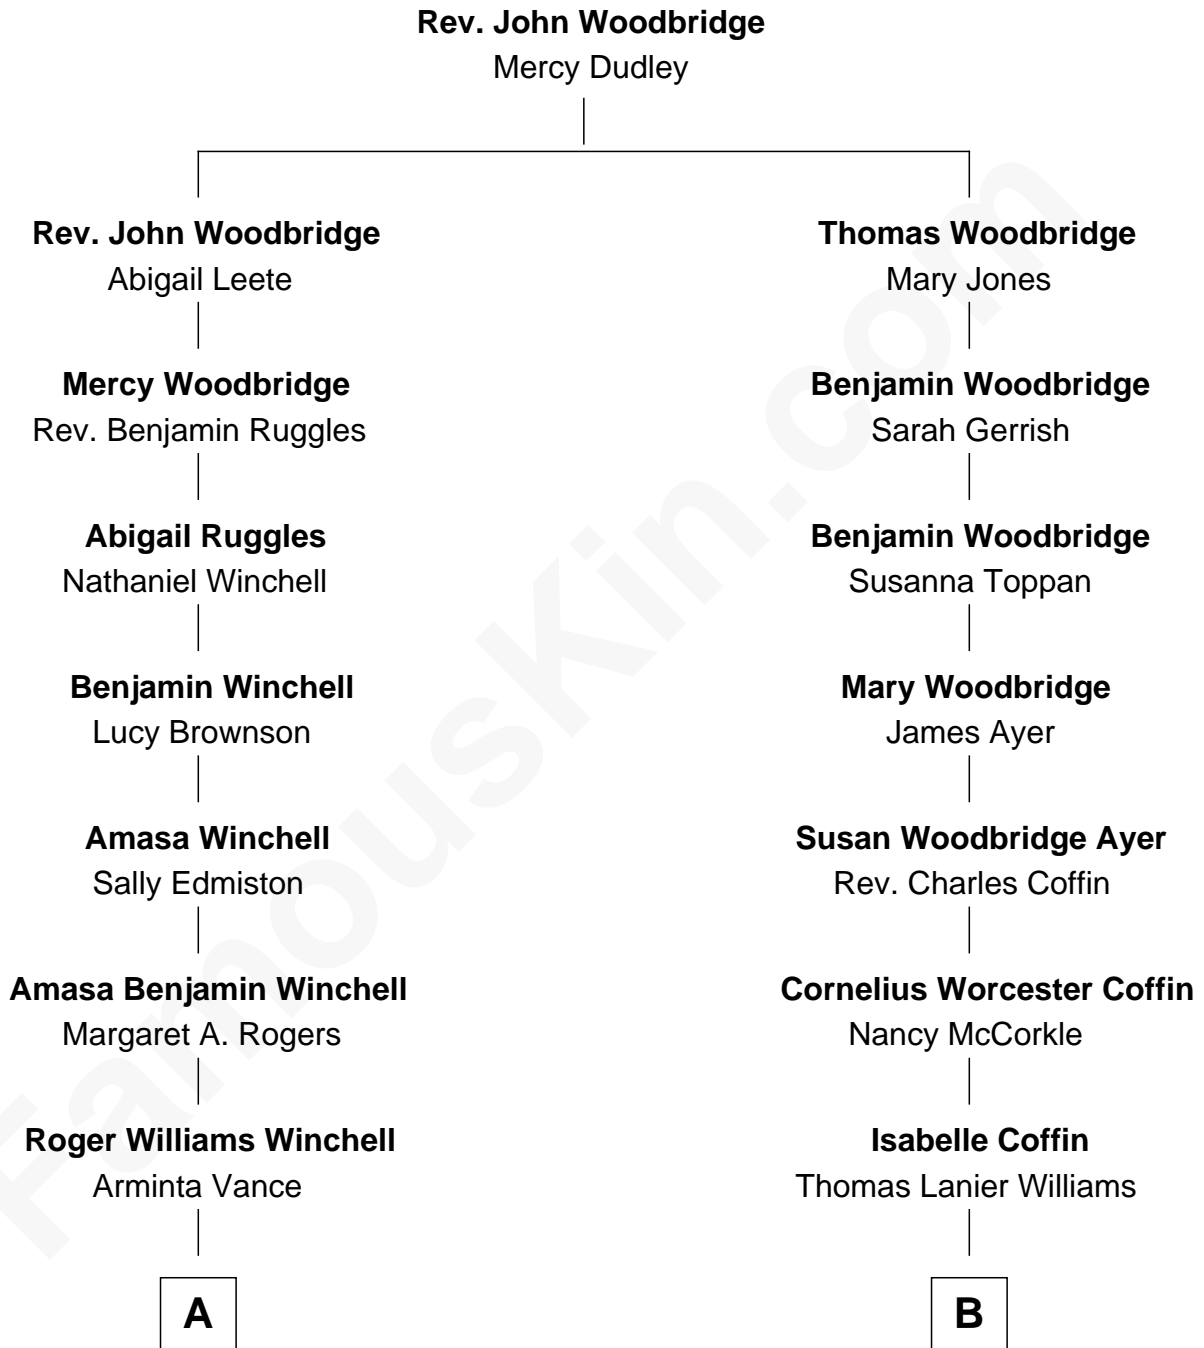 Rev. John Woodbridge
Mercy Dudley
Rev. John Woodbridge
Abigail Leete
Mercy Woodbridge
Rev. Benjamin Ruggles
Abigail Ruggles
Nathaniel Winchell
Benjamin Winchell
Lucy Brownson
Amasa Winchell
Sally Edmiston
Amasa Benjamin Winchell
Margaret A. Rogers
Roger Williams Winchell
Arminta Vance
A
Thomas Woodbridge
Mary Jones
Benjamin Woodbridge
Sarah Gerrish
Benjamin Woodbridge
Susanna Toppan
Mary Woodbridge
James Ayer
Susan Woodbridge Ayer
Rev. Charles Coffin
Cornelius Worcester Coffin
Nancy McCorkle
Isabelle Coffin
Thomas Lanier Williams
B
FamousKin.com